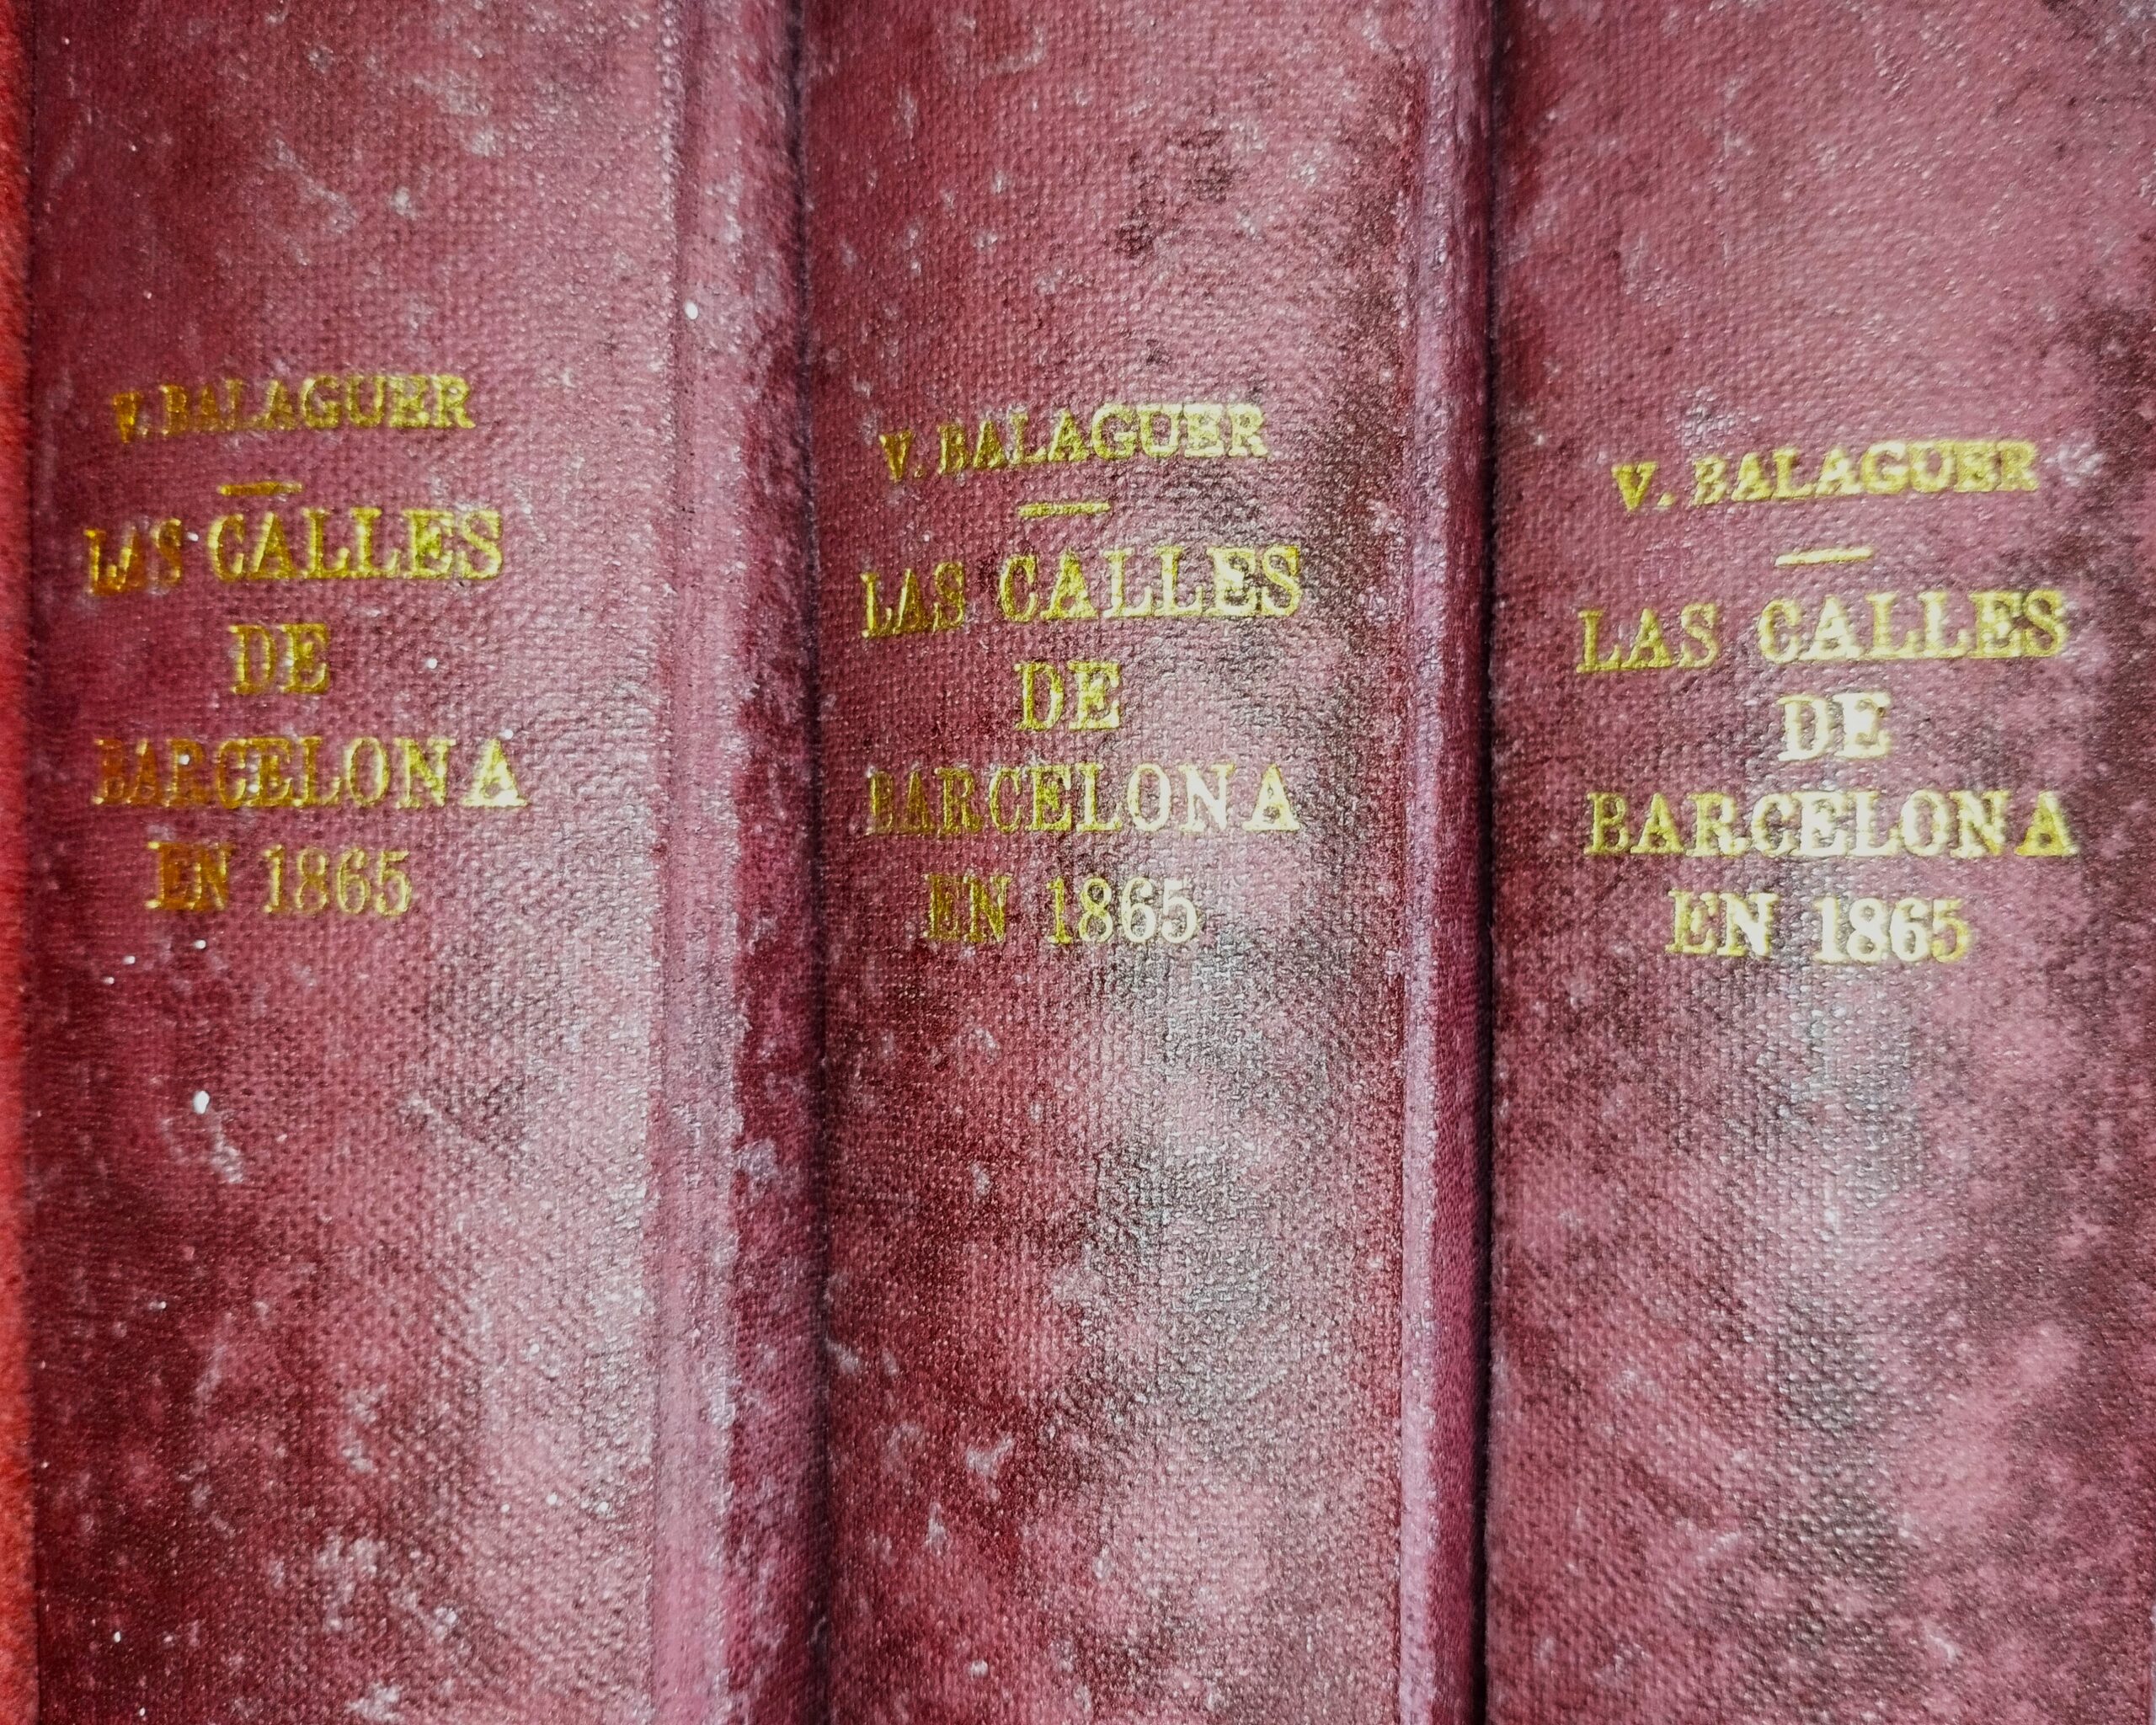 V. BALAGUER
LAS CALLES
DE
BARCELONA
EN 1865
V. BALAGUER
LAS CALLES
DE
BARCELONA
EN 1865
V. BALAGUER
LAS CALLES
DE
BARCELONA
EN 1865